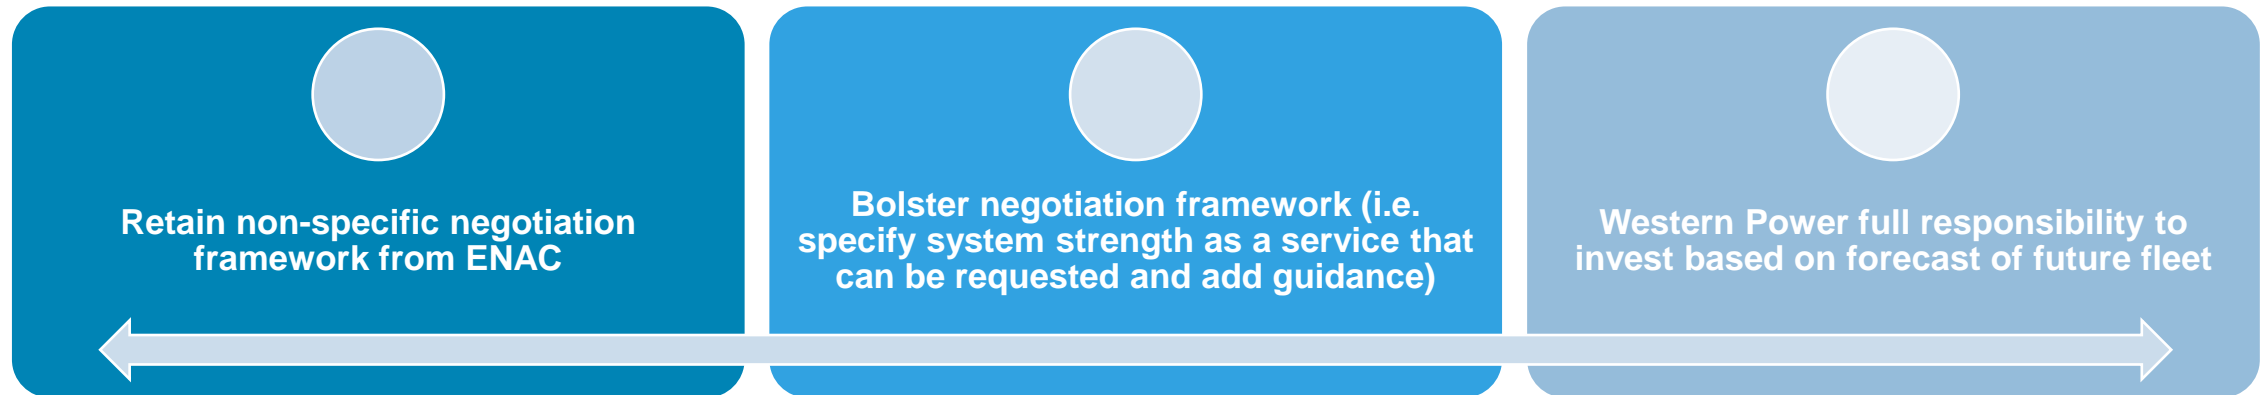 Retain non-specific negotiation
framework from ENAC
Bolster negotiation framework (i.e.
specify system strength as a service that
can be requested and add guidance)
Western Power full responsibility to
invest based on forecast of future fleet